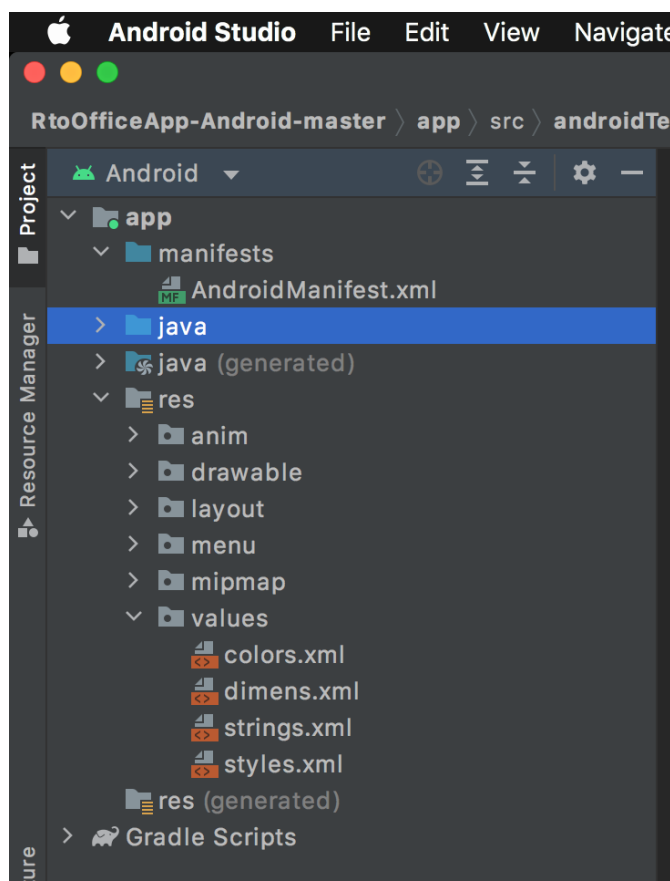 Android Studio File Edit View Navigate
RtoOfficeApp-Android-master 〉 app 〉 src 〉 androidTe
Project
Android
app
manifests
MF AndroidManifest.xml
java
java (generated)
Resource Manager
res
anim
drawable
layout
menu
mipmap
values
<> colors.xml
<> dimens.xml
<> strings.xml
<> styles.xml
res (generated)
Gradle Scripts
ure